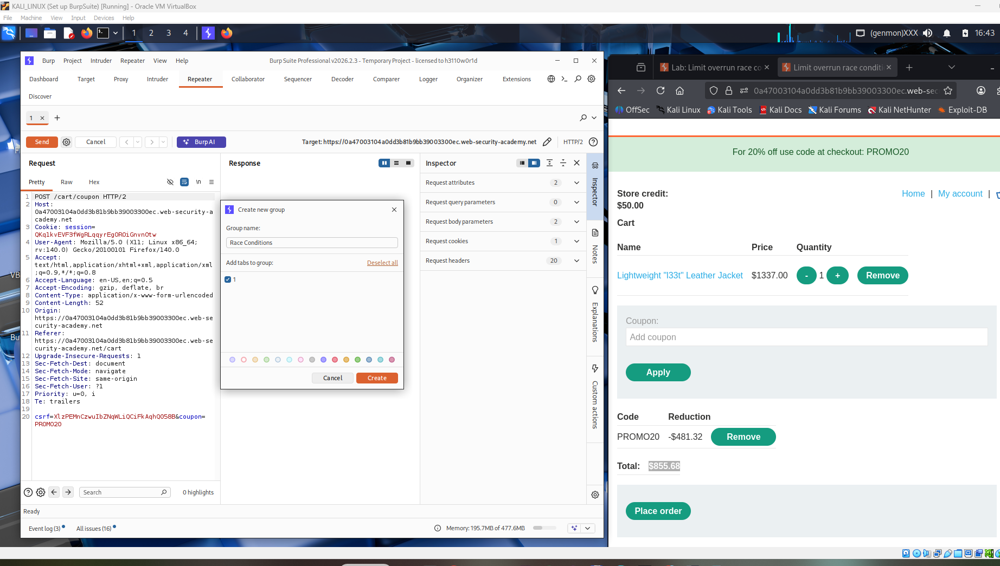 KALI_LINUX (Set up BurpSuite) [Running] - Oracle VM VirtualBox
File Machine View Input Devices Help
1 2 3 4 (genmon)XXX 16:43
Burp Project Intruder Repeater View Help Burp Suite Professional v2026.2.3 - Temporary Project - licensed to h3110w0r1d
Dashboard Target Proxy Intruder Repeater Collaborator Sequencer Decoder Comparer Logger Organizer Extensions
Discover
1
Send Cancel Burp AI Target: https://0a47003104a0dd3b81b9bb39003300ec.web-security-academy.net HTTP/2
Request
Pretty Raw Hex \n
1 POST /cart/coupon HTTP/2
2 Host:
0a47003104a0dd3b81b9bb39003300ec.web-security-a
cademy.net
3 Cookie: session=
QKq1kvEVF3fWgRLqqyrEgOROiGnvnOtw
4 User-Agent: Mozilla/5.0 (X11; Linux x86_64;
rv:140.0) Gecko/20100101 Firefox/140.0
5 Accept:
text/html,application/xhtml+xml,application/xml
;q=0.9,*/*;q=0.8
6 Accept-Language: en-US,en;q=0.5
7 Accept-Encoding: gzip, deflate, br
8 Content-Type: application/x-www-form-urlencoded
9 Content-Length: 52
10 Origin:
https://0a47003104a0dd3b81b9bb39003300ec.web-se
curity-academy.net
11 Referer:
https://0a47003104a0dd3b81b9bb39003300ec.web-se
curity-academy.net/cart
12 Upgrade-Insecure-Requests: 1
13 Sec-Fetch-Dest: document
14 Sec-Fetch-Mode: navigate
15 Sec-Fetch-Site: same-origin
16 Sec-Fetch-User: ?1
17 Priority: u=0, i
18 Te: trailers
19
20 csrf=XlzPEMnCzwuIbZNqWLiQCiFkAqhQ058B&coupon=
PROMO20
Search 0 highlights
Response
Create new group
Group name:
Race Conditions
Add tabs to group: Deselect all
1
Cancel Create
Inspector
Request attributes 2
Request query parameters 0
Request body parameters 2
Request cookies 1
Request headers 20
Inspector
Notes
Explanations
Custom actions
Ready
Event log (3) All issues (16) Memory: 195.7MB of 477.6MB
Lab: Limit overrun race co Limit overrun race conditi
0a47003104a0dd3b81b9bb39003300ec.web-sec
OffSec Kali Linux Kali Tools Kali Docs Kali Forums Kali NetHunter Exploit-DB
For 20% off use code at checkout: PROMO20
Store credit:
$50.00
Home | My account |
Cart
Name Price Quantity
Lightweight "l33t" Leather Jacket $1337.00 - 1 + Remove
Coupon:
Add coupon
Apply
Code Reduction
PROMO20 -$481.32 Remove
Total: $855.68
Place order